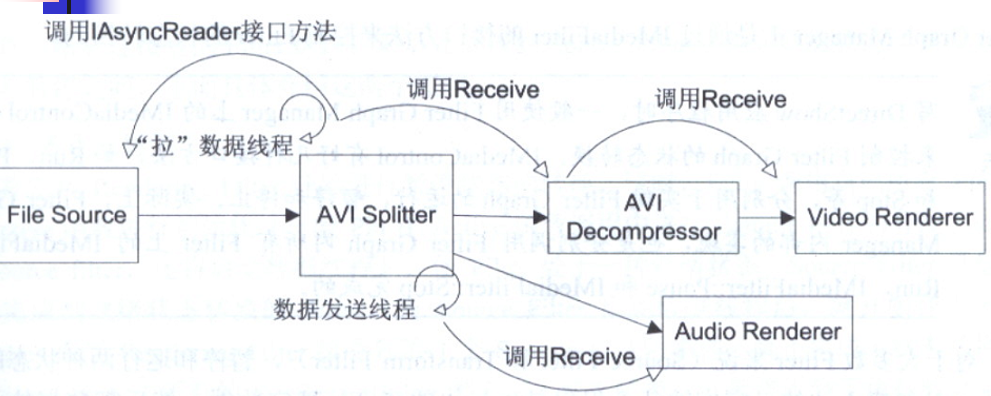 调用IAsyncReader接口方法
调用Receive
调用Receive
“拉”数据线程
File Source
AVI Splitter
AVI
Decompressor
Video Renderer
数据发送线程
Audio Renderer
调用Receive